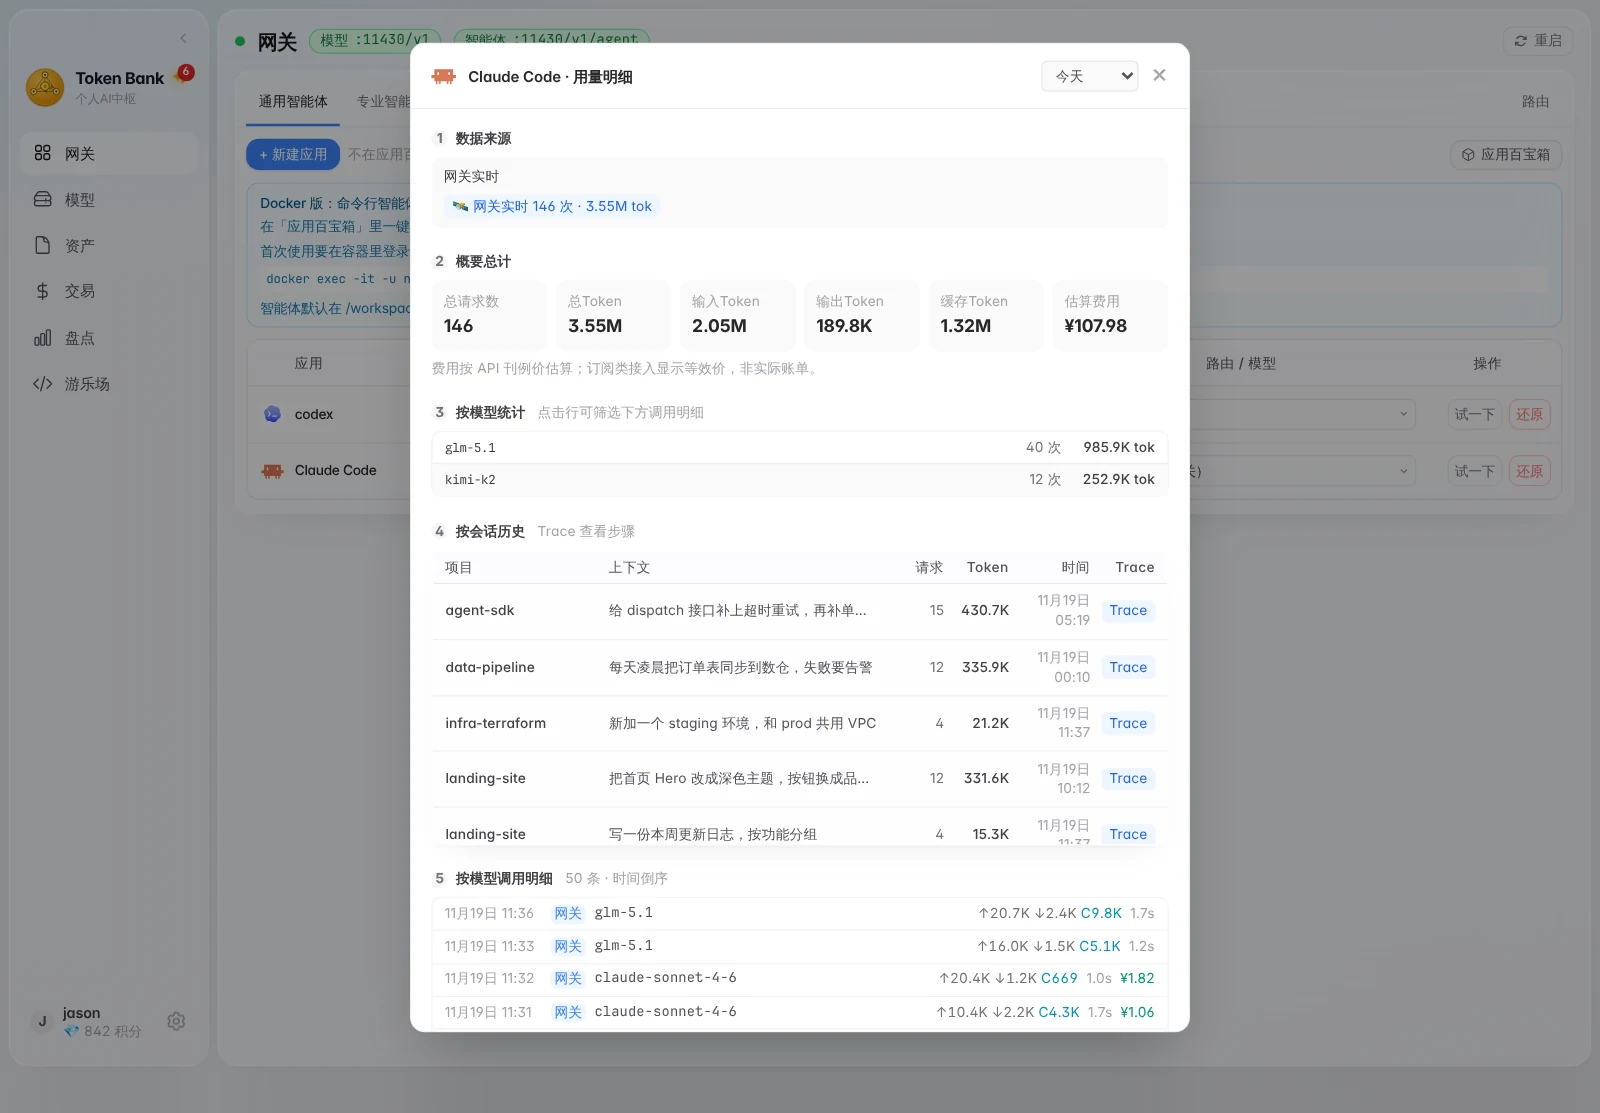 Token Bank
6
个人AI中枢
网关
模型
资产
交易
盘点
游乐场
J
jason
842 积分
网关
模型 :11430/v1
智能体 :11430/v1/agent
重启
通用智能体
专业智能
路由
+ 新建应用
不在应用百
应用百宝箱
Docker 版：命令行智能体
在「应用百宝箱」里一键
首次使用要在容器里登录
docker exec -it -u n
智能体默认在 /workspac
应用
路由 / 模型
操作
codex
试一下
还原
Claude Code
关）
试一下
还原
Claude Code · 用量明细
今天
1 数据来源
网关实时
网关实时 146 次 · 3.55M tok
2 概要总计
总请求数
146
总Token
3.55M
输入Token
2.05M
输出Token
189.8K
缓存Token
1.32M
估算费用
¥107.98
费用按 API 刊例价估算；订阅类接入显示等效价，非实际账单。
3 按模型统计 点击行可筛选下方调用明细
glm-5.1 40 次 985.9K tok
kimi-k2 12 次 252.9K tok
4 按会话历史 Trace 查看步骤
项目 上下文 请求 Token 时间 Trace
agent-sdk 给 dispatch 接口补上超时重试，再补单... 15 430.7K 11月19日 05:19 Trace
data-pipeline 每天凌晨把订单表同步到数仓，失败要告警 12 335.9K 11月19日 00:10 Trace
infra-terraform 新加一个 staging 环境，和 prod 共用 VPC 4 21.2K 11月19日 11:37 Trace
landing-site 把首页 Hero 改成深色主题，按钮换成品... 12 331.6K 11月19日 10:12 Trace
landing-site 写一份本周更新日志，按功能分组 4 15.3K 11月19日 11:37 Trace
5 按模型调用明细 50 条 · 时间倒序
11月19日 11:36 网关 glm-5.1 ↑20.7K ↓2.4K C9.8K 1.7s
11月19日 11:33 网关 glm-5.1 ↑16.0K ↓1.5K C5.1K 1.2s
11月19日 11:32 网关 claude-sonnet-4-6 ↑20.4K ↓1.2K C669 1.0s ¥1.82
11月19日 11:31 网关 claude-sonnet-4-6 ↑10.4K ↓2.2K C4.3K 1.7s ¥1.06